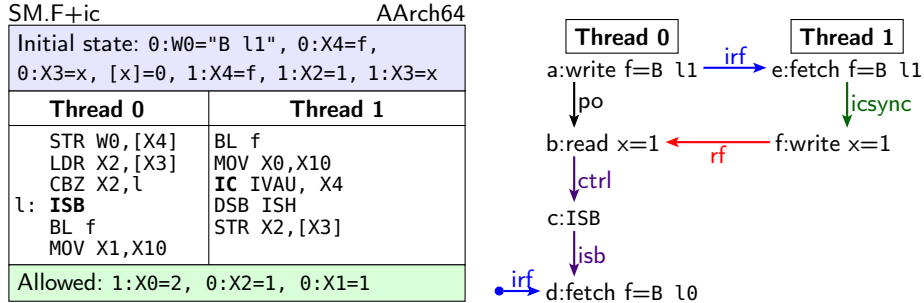 SM.F+ic AArch64
Initial state: 0:W0="B l1", 0:X4=f,
0:X3=x, [x]=0, 1:X4=f, 1:X2=1, 1:X3=x
Thread 0 Thread 1
STR W0,[X4] BL f
LDR X2,[X3] MOV X0,X10
CBZ X2,l IC IVAU, X4
l: ISB DSB ISH
BL f STR X2,[X3]
MOV X1,X10
Allowed: 1:X0=2, 0:X2=1, 0:X1=1
Thread 0 Thread 1
a:write f=B l1 irf e:fetch f=B l1
po icsync
b:read x=1 rf f:write x=1
ctrl
c:ISB
isb
irf d:fetch f=B l0